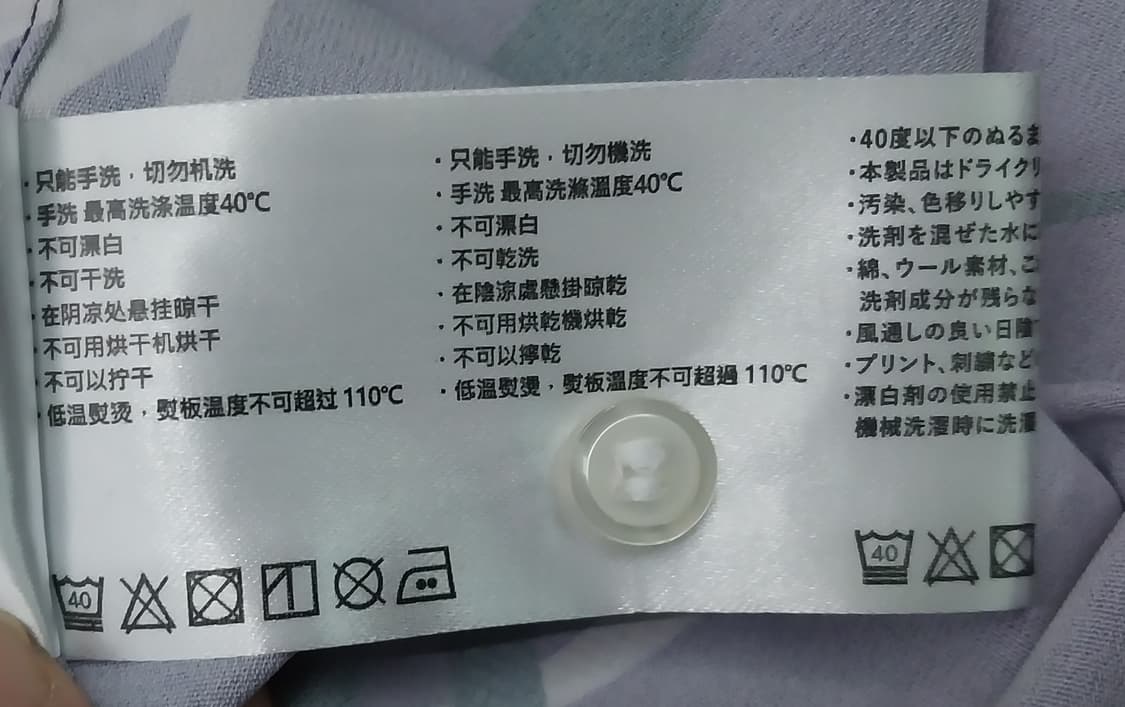 ·只能手洗，切勿机洗
·手洗 最高洗涤温度40℃
·不可漂白
·不可干洗
·在阴凉处悬挂晾干
·不可用烘干机烘干
·不可以拧干
·低温熨烫，熨板温度不可超过 110℃
·只能手洗，切勿機洗
·手洗 最高洗滌溫度40℃
·不可漂白
·不可乾洗
·在陰涼處懸掛晾乾
·不可用烘乾機烘乾
·不可以擰乾
·低溫熨燙，熨板溫度不可超過 110℃
·40度以下のぬるま
·本製品はドライクリ
·汚染、色移りしやす
·洗剤を混ぜた水に
·綿、ウール素材、こ
洗剤成分が残らな
·風通しの良い日陰
·プリント、刺繍など
·漂白剤の使用禁止
機械洗濯時に洗濯
40
40